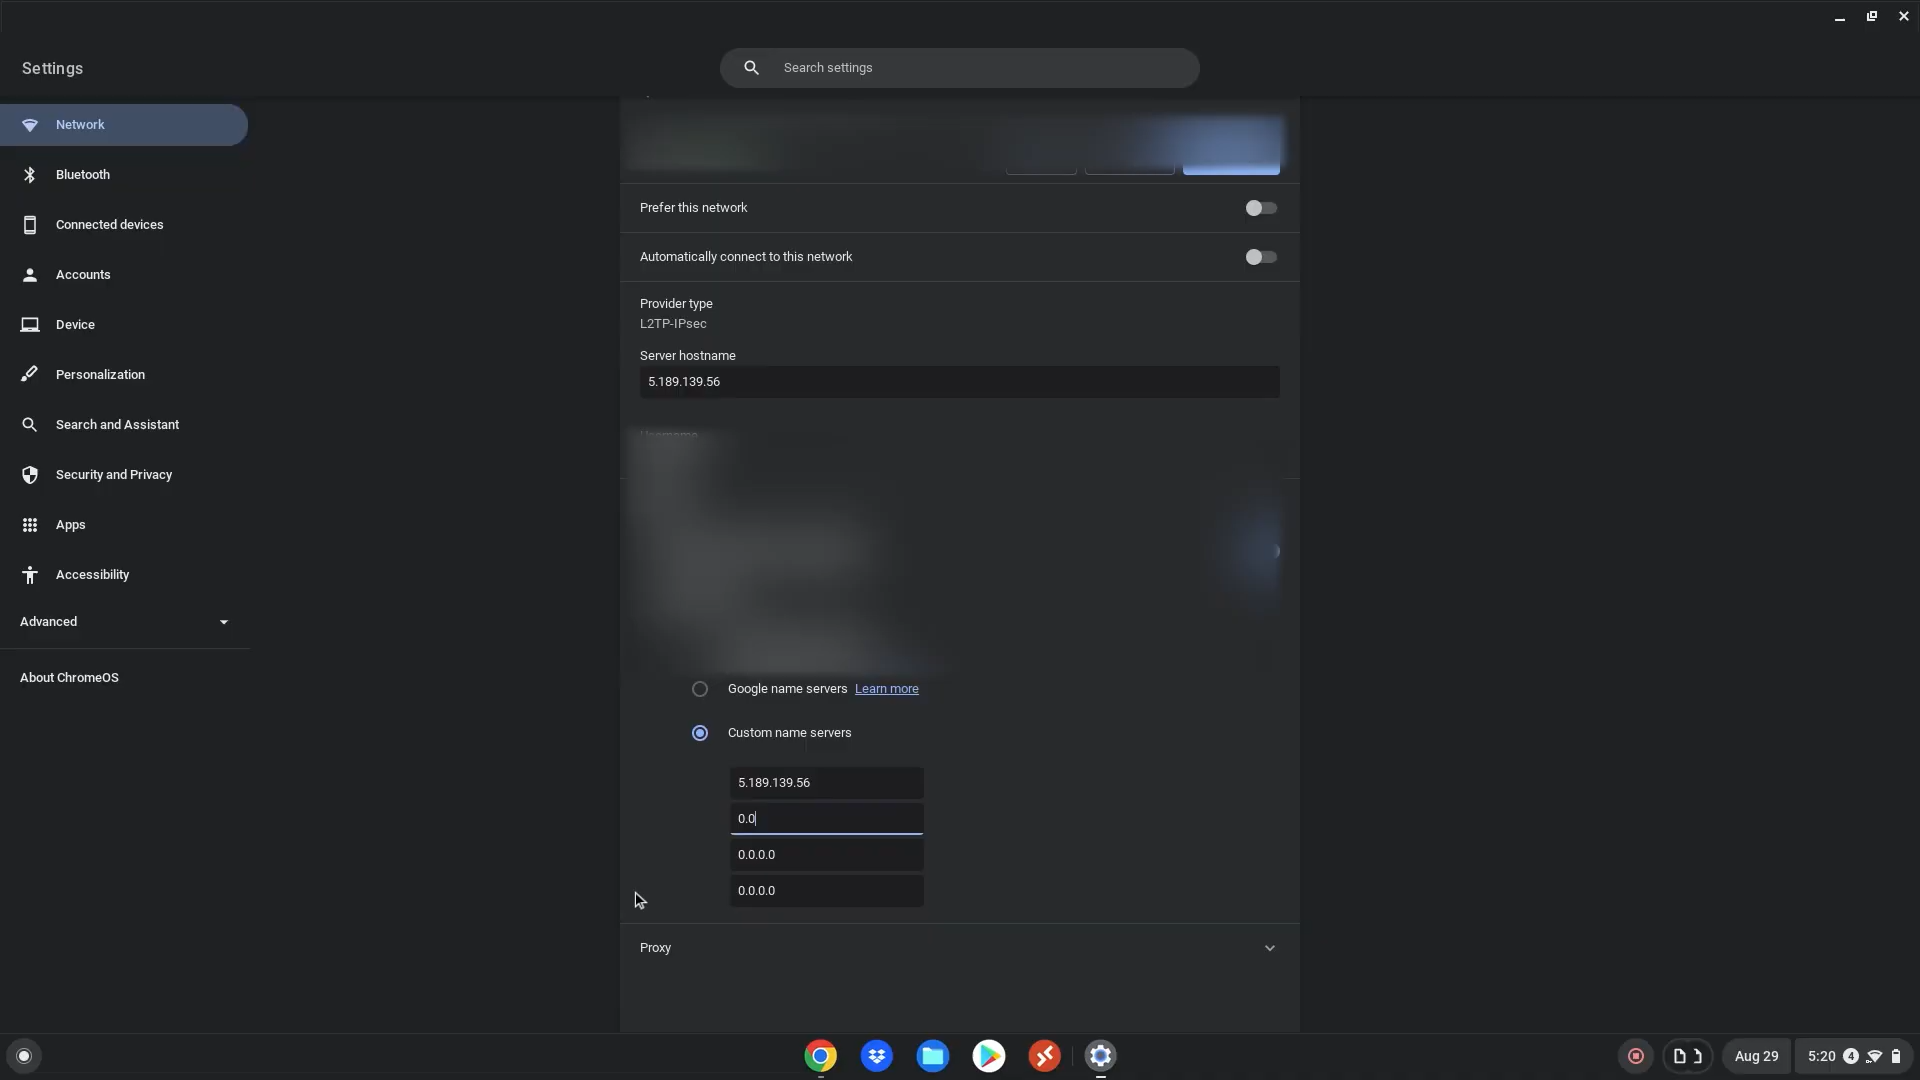 Settings
Search settings
Network
Bluetooth
Connected devices
Accounts
Device
Personalization
Search and Assistant
Security and Privacy
Apps
Accessibility
Advanced
About ChromeOS
Prefer this network
Automatically connect to this network
Provider type
L2TP-IPsec
Server hostname
5.189.139.56
Username
Google name servers Learn more
Custom name servers
5.189.139.56
0.0
0.0.0.0
0.0.0.0
Proxy
Aug 29
5:20 4